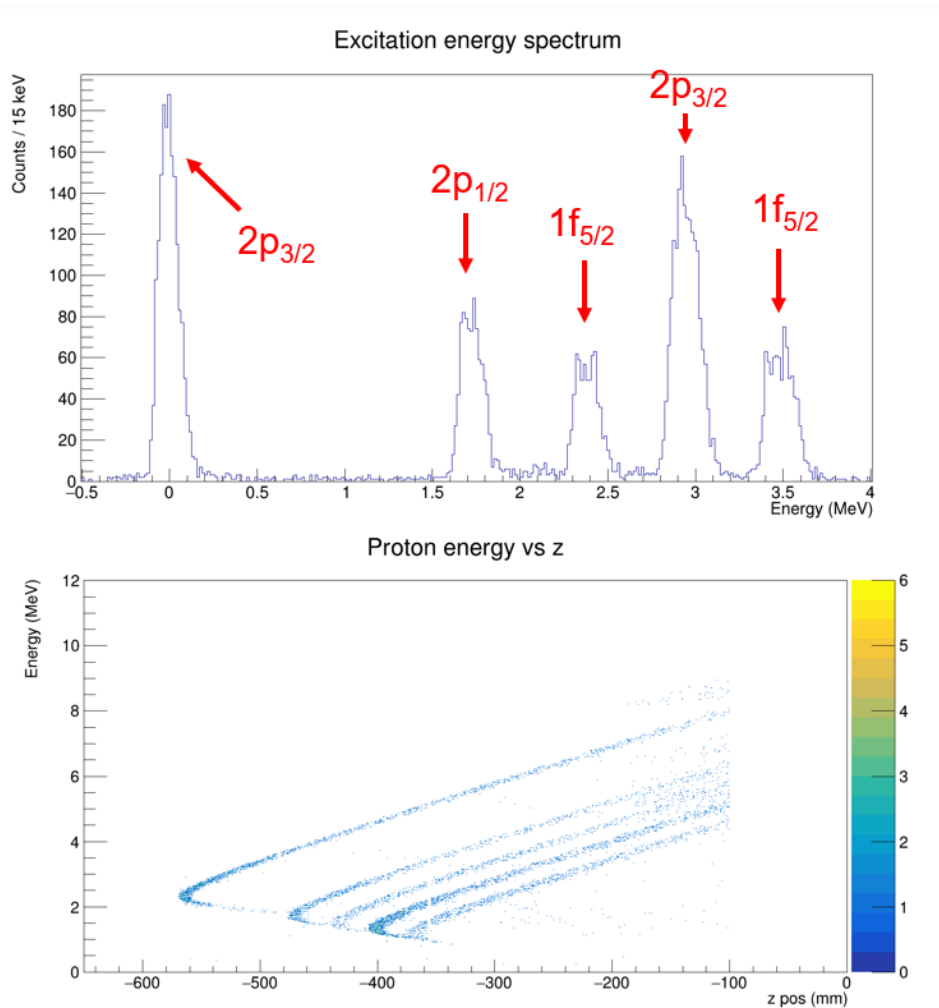 Excitation energy spectrum
Counts / 15 keV
180
160
140
120
100
80
60
40
20
0
2p3/2
2p1/2
1f5/2
2p3/2
1f5/2
−0.5 0 0.5 1 1.5 2 2.5 3 3.5 4
Energy (MeV)
Proton energy vs z
Energy (MeV)
12
10
8
6
4
2
0
−600 −500 −400 −300 −200 −100 0
z pos (mm)
6
5
4
3
2
1
0